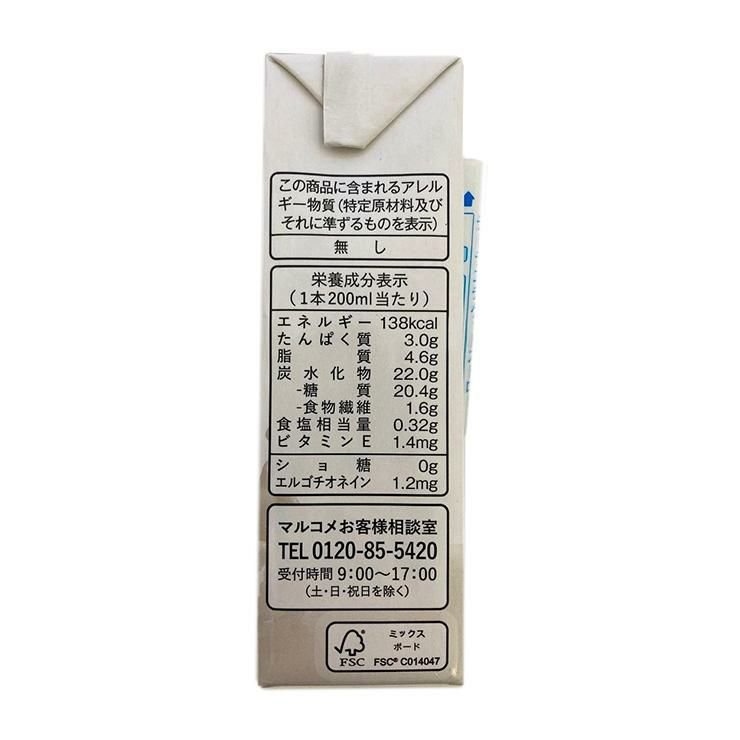 この商品に含まれるアレル
ギー物質(特定原材料及び
それに準ずるものを表示)
無し
栄養成分表示
(1本200ml当たり)
エネルギー 138kcal
たんぱく質 3.0g
脂質 4.6g
炭水化物 22.0g
-糖質 20.4g
-食物繊維 1.6g
食塩相当量 0.32g
ビタミンE 1.4mg
ショ糖 0g
エルゴチオネイン 1.2mg
マルコメお客様相談室
TEL 0120-85-5420
受付時間 9:00〜17:00
(土・日・祝日を除く)
ミックス
ボード
FSC FSC® C014047